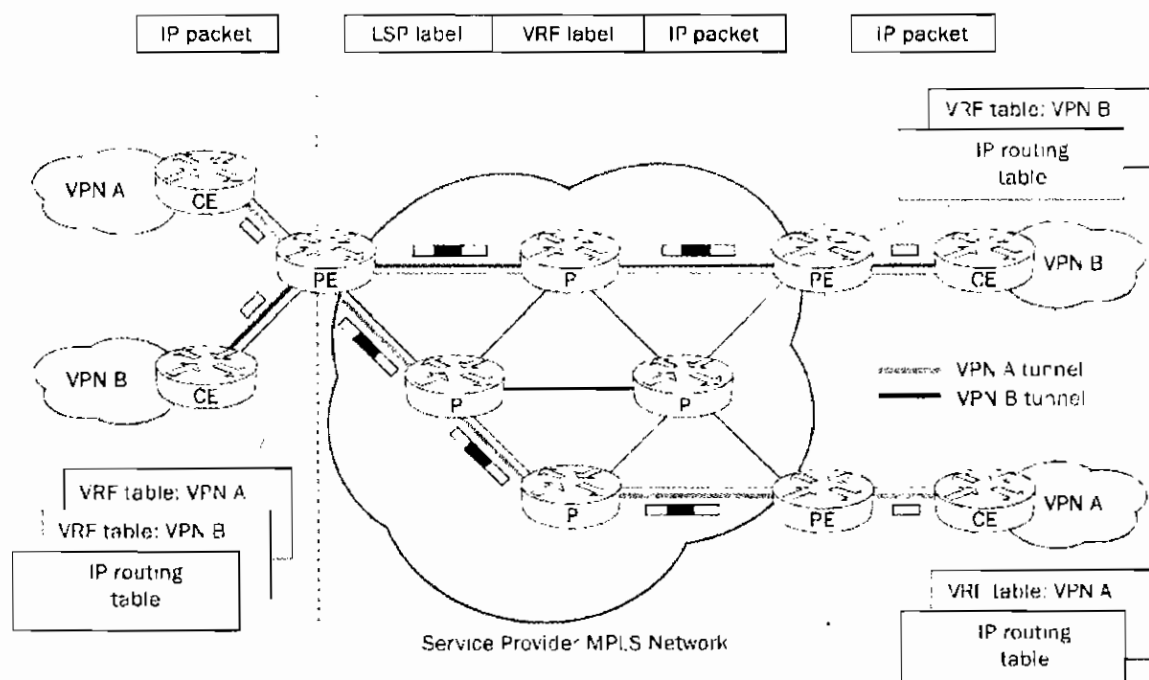 IP packet
LSP label
VRF label
IP packet
IP packet
VRF table: VPN B
IP routing
table
VPN A
CE
PE
P
PE
CE
VPN B
VPN B
CE
P
P
VPN A tunnel
VPN B tunnel
VRF table: VPN A
VRF table: VPN B
IP routing
table
P
PE
CE
VPN A
Service Provider MPLS Network
VRF table: VPN A
IP routing
table